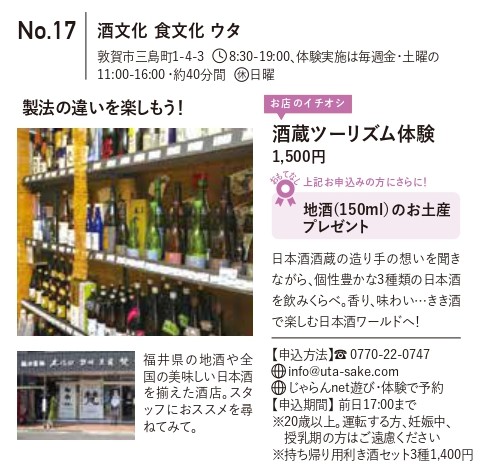 No.17
酒文化 食文化 ウタ
敦賀市三島町1-4-3 8:30-19:00、体験実施は毎週金・土曜の
11:00-16:00・約40分間 休日曜
製法の違いを楽しもう！
お店のイチオシ
酒蔵ツーリズム体験
1,500円
おもてなし
上記お申込みの方にさらに！
地酒(150ml)のお土産
プレゼント
日本酒酒蔵の造り手の想いを聞き
ながら、個性豊かな3種類の日本酒
を飲みくらべ。香り、味わい…きき酒
で楽しむ日本酒ワールドへ！
福井県の地酒や全
国の美味しい日本酒
を揃えた酒店。スタ
ッフにおススメを尋
ねてみて。
【申込方法】☎0770-22-0747
info@uta-sake.com
じゃらんnet遊び・体験で予約
【申込期間】前日17:00まで
※20歳以上。運転する方、妊娠中、
授乳期の方はご遠慮ください
※持ち帰り用利き酒セット3種1,400円
梵